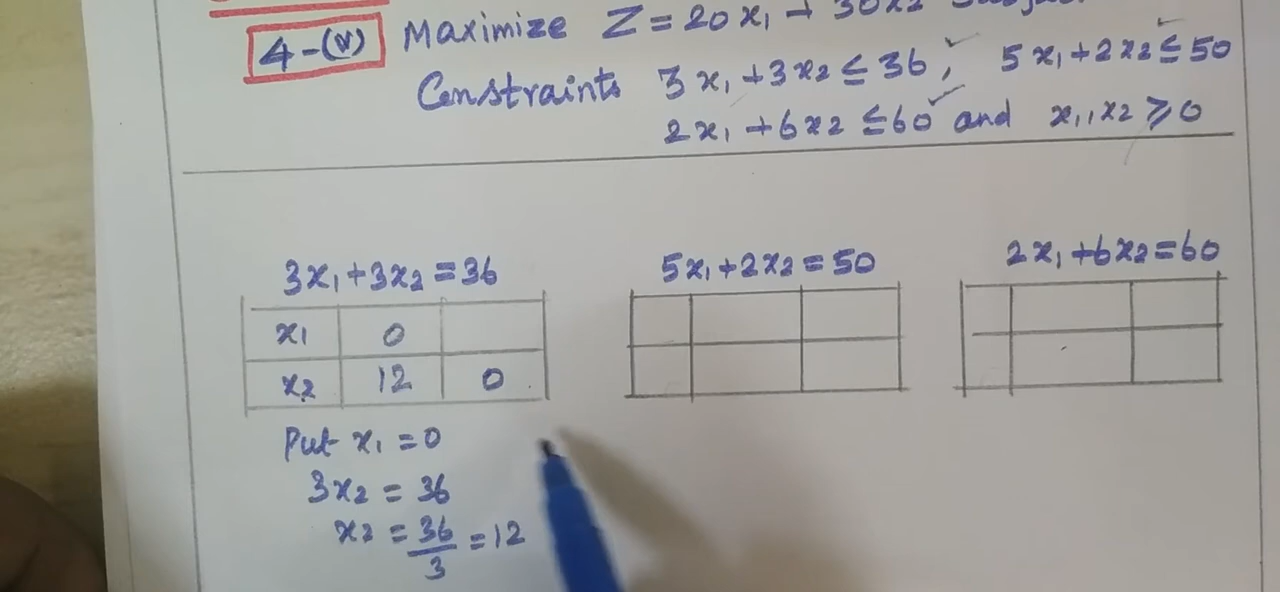 4-(v) Maximize Z = 20x₁ + 30x₂
Constraints 3x₁+3x₂ ≤ 36, 5x₁+2x₂ ≤ 50
2x₁+6x₂ ≤ 60 and x₁,x₂ ≥ 0
3x₁+3x₂ = 36 5x₁+2x₂ = 50 2x₁+6x₂ = 60
x₁ 0
x₂ 12 0
Put x₁ = 0
3x₂ = 36
x₂ = 36/3 = 12